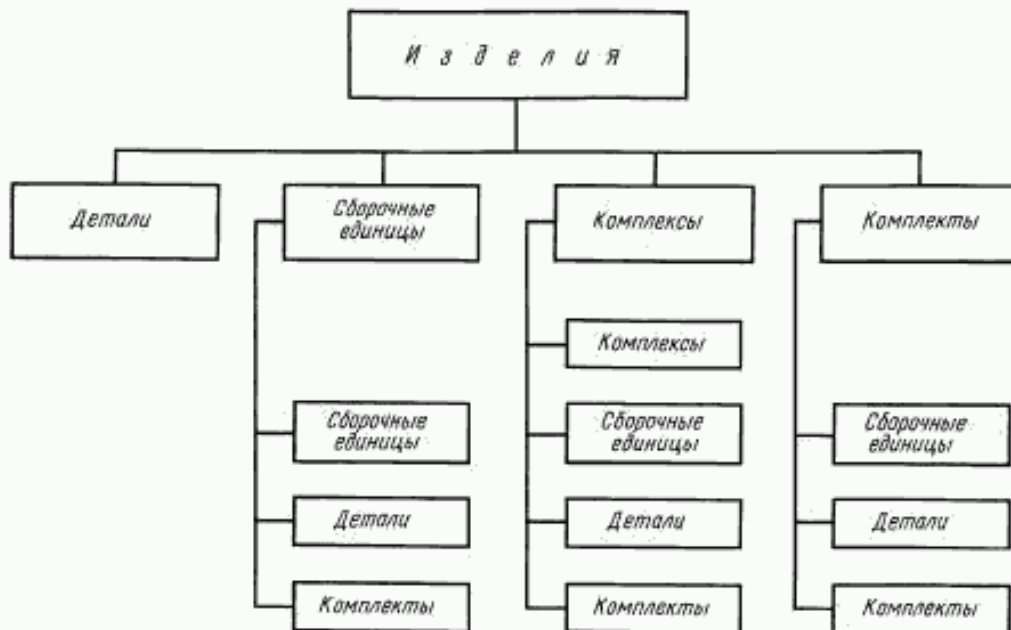 Изделия
Детали
Сборочные
единицы
Комплексы
Комплекты
Комплексы
Сборочные
единицы
Сборочные
единицы
Сборочные
единицы
Детали
Детали
Детали
Комплекты
Комплекты
Комплекты